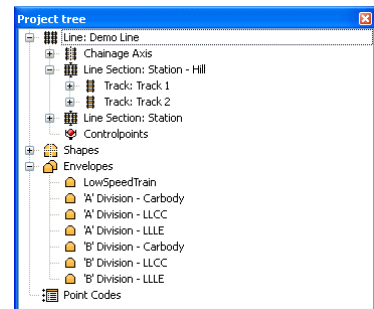 Project tree
Line: Demo Line
Chainage Axis
Line Section: Station - Hill
Track: Track 1
Track: Track 2
Line Section: Station
Controlpoints
Shapes
Envelopes
LowSpeedTrain
'A' Division - Carbody
'A' Division - LLCC
'A' Division - LLLE
'B' Division - Carbody
'B' Division - LLCC
'B' Division - LLLE
Point Codes